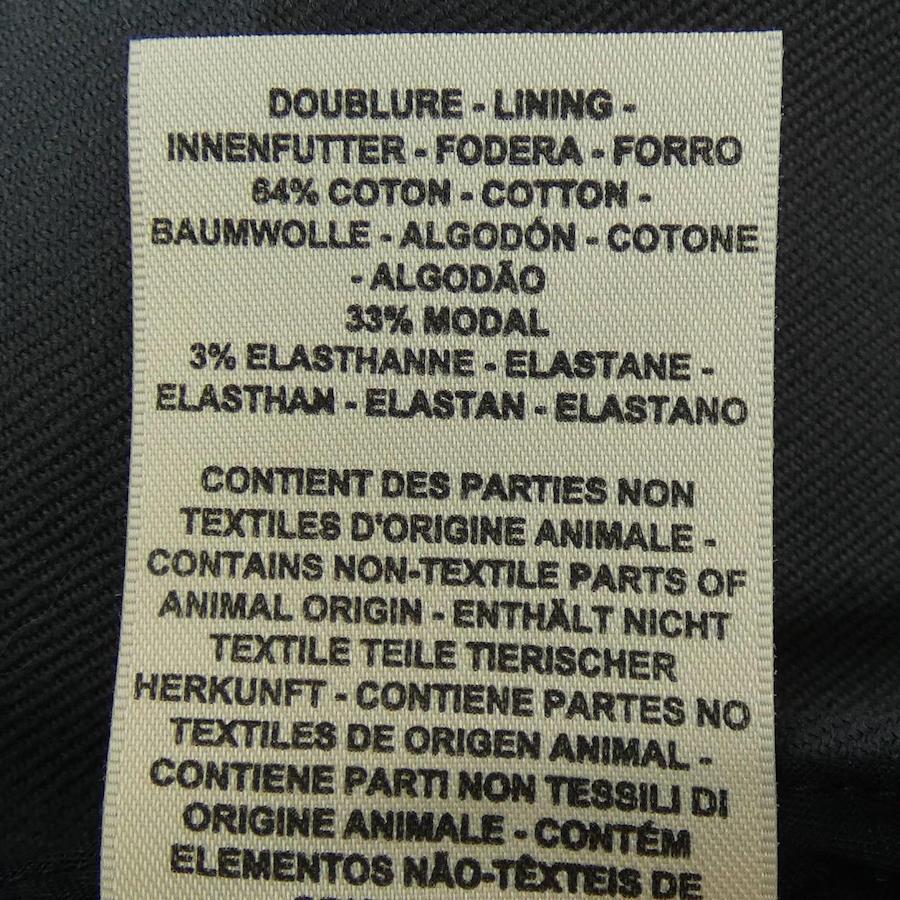 DOUBLURE - LINING -
INNENFUTTER - FODERA - FORRO
64% COTON - COTTON -
BAUMWOLLE - ALGODÓN - COTONE
- ALGODÃO
33% MODAL
3% ELASTHANNE - ELASTANE -
ELASTHAN - ELASTAN - ELASTANO
CONTIENT DES PARTIES NON
TEXTILES D'ORIGINE ANIMALE -
CONTAINS NON-TEXTILE PARTS OF
ANIMAL ORIGIN - ENTHÄLT NICHT
TEXTILE TEILE TIERISCHER
HERKUNFT - CONTIENE PARTES NO
TEXTILES DE ORIGEN ANIMAL -
CONTIENE PARTI NON TESSILI DI
ORIGINE ANIMALE - CONTÉM
ELEMENTOS NÃO-TÊXTEIS DE